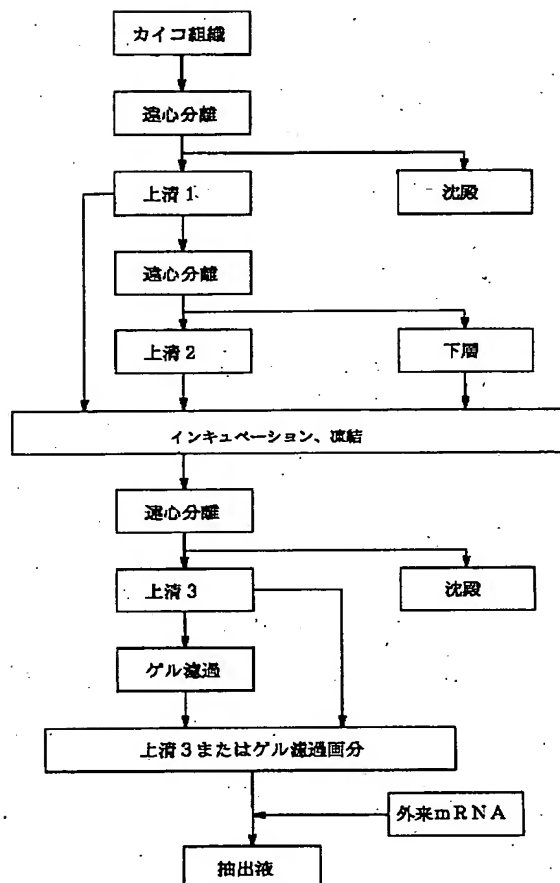 カイコ組織
遠心分離
上清1
沈殿
遠心分離
上清2
下層
インキュベーション、凍結
遠心分離
上清3
沈殿
ゲル濾過
上清3またはゲル濾過画分
外来mRNA
抽出液